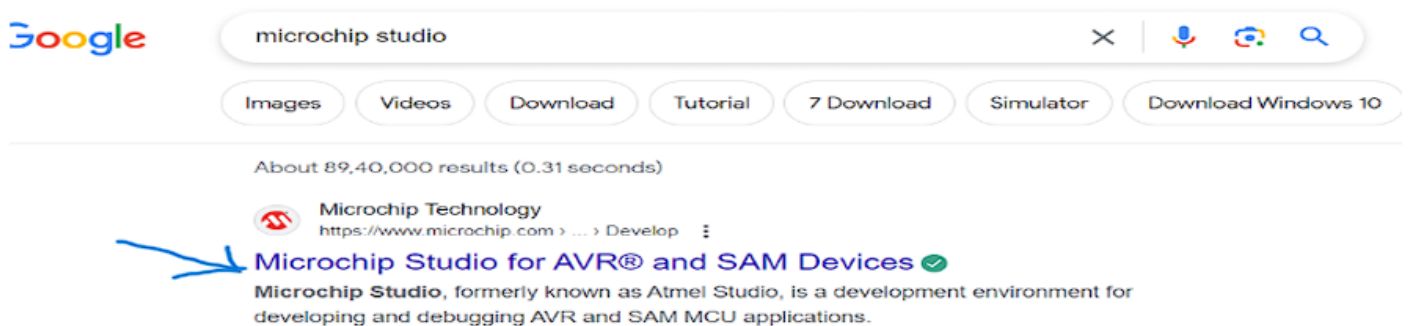 Google
microchip studio
Images Videos Download Tutorial 7 Download Simulator Download Windows 10
About 89,40,000 results (0.31 seconds)
Microchip Technology
https://www.microchip.com › ... › Develop
Microchip Studio for AVR® and SAM Devices
Microchip Studio, formerly known as Atmel Studio, is a development environment for
developing and debugging AVR and SAM MCU applications.